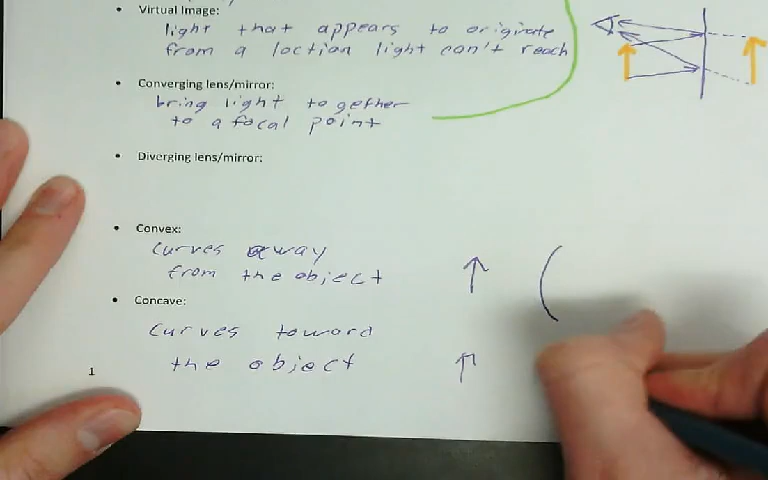 Virtual Image:
light that appears to originate
from a loction light can't reach
Converging lens/mirror:
bring light together
to a focal point
Diverging lens/mirror:
Convex:
curves away
from the object
Concave:
curves toward
the object
1